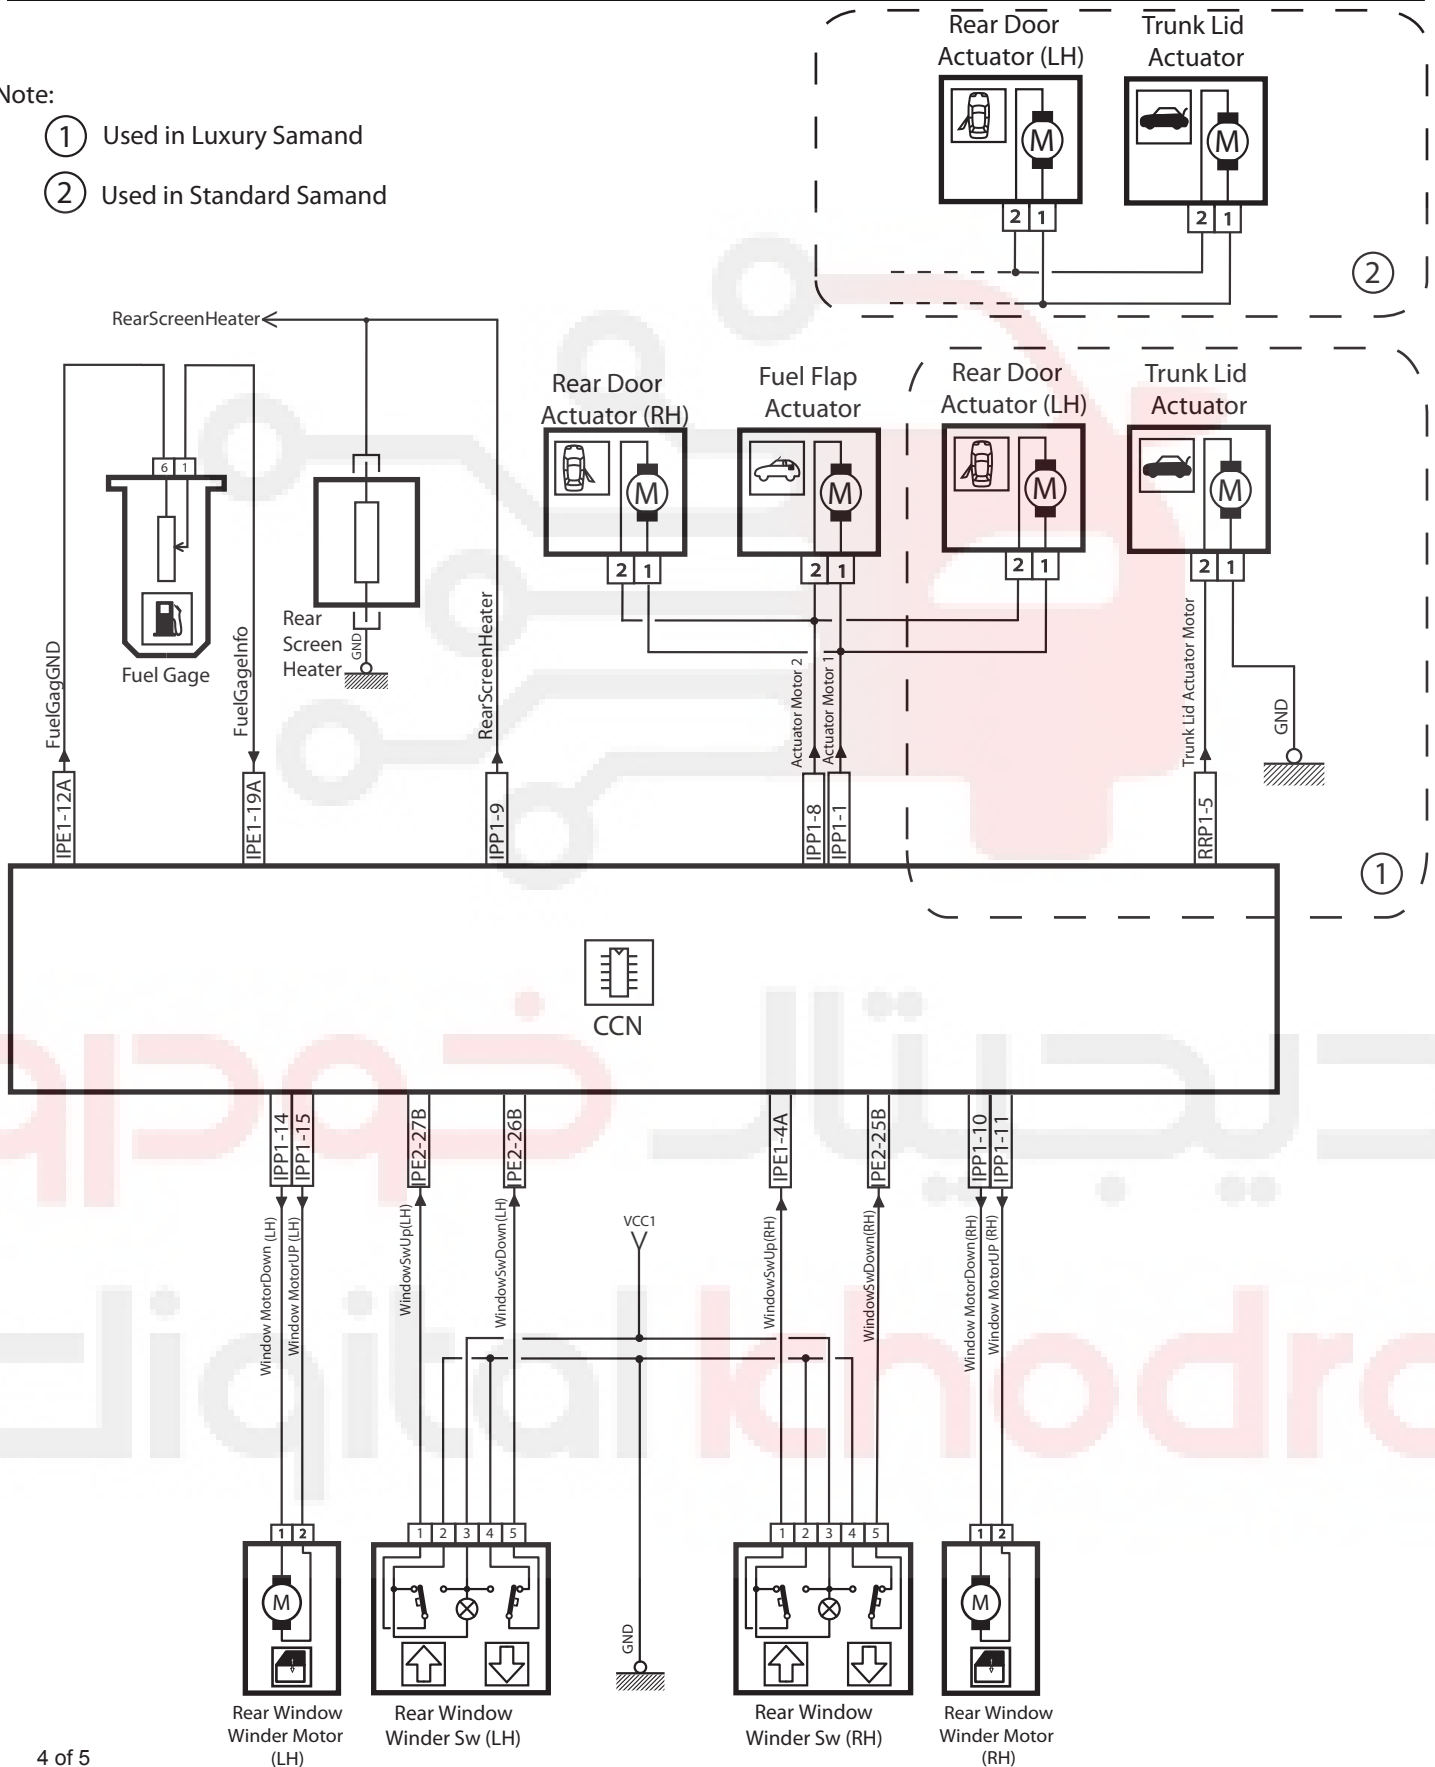 Rear Door
Actuator (LH)
Trunk Lid
Actuator
M
M
2 1
2 1
2
Note:
1 Used in Luxury Samand
2 Used in Standard Samand
RearScreenHeater
Rear Door
Actuator (RH)
Fuel Flap
Actuator
Rear Door
Actuator (LH)
Trunk Lid
Actuator
6 1
M
M
M
M
2 1
2 1
2 1
2 1
Fuel Gage
Rear
Screen
Heater
GND
FuelGagGND
FuelGageInfo
RearScreenHeater
Actuator Motor 2
Actuator Motor 1
Trunk Lid Actuator Motor
GND
IPE1-12A
IPE1-19A
IPP1-9
IPP1-8
IPP1-1
RRP1-5
1
CCN
دیجیتال خودرو
IPP1-14
IPP1-15
IPE2-27B
IPE2-26B
IPE1-4A
IPE2-25B
IPP1-10
IPP1-11
Window MotorDown (LH)
Window MotorUP (LH)
WindowSwUp(LH)
WindowSwDown(LH)
VCC1
WindowSwUp(RH)
WindowSwDown(RH)
Window MotorDown(RH)
Window MotorUP (RH)
digital khodro
1 2
1 2 3 4 5
1 2 3 4 5
1 2
M
M
GND
Rear Window
Winder Motor
(LH)
Rear Window
Winder Sw (LH)
Rear Window
Winder Sw (RH)
Rear Window
Winder Motor
(RH)
4 of 5